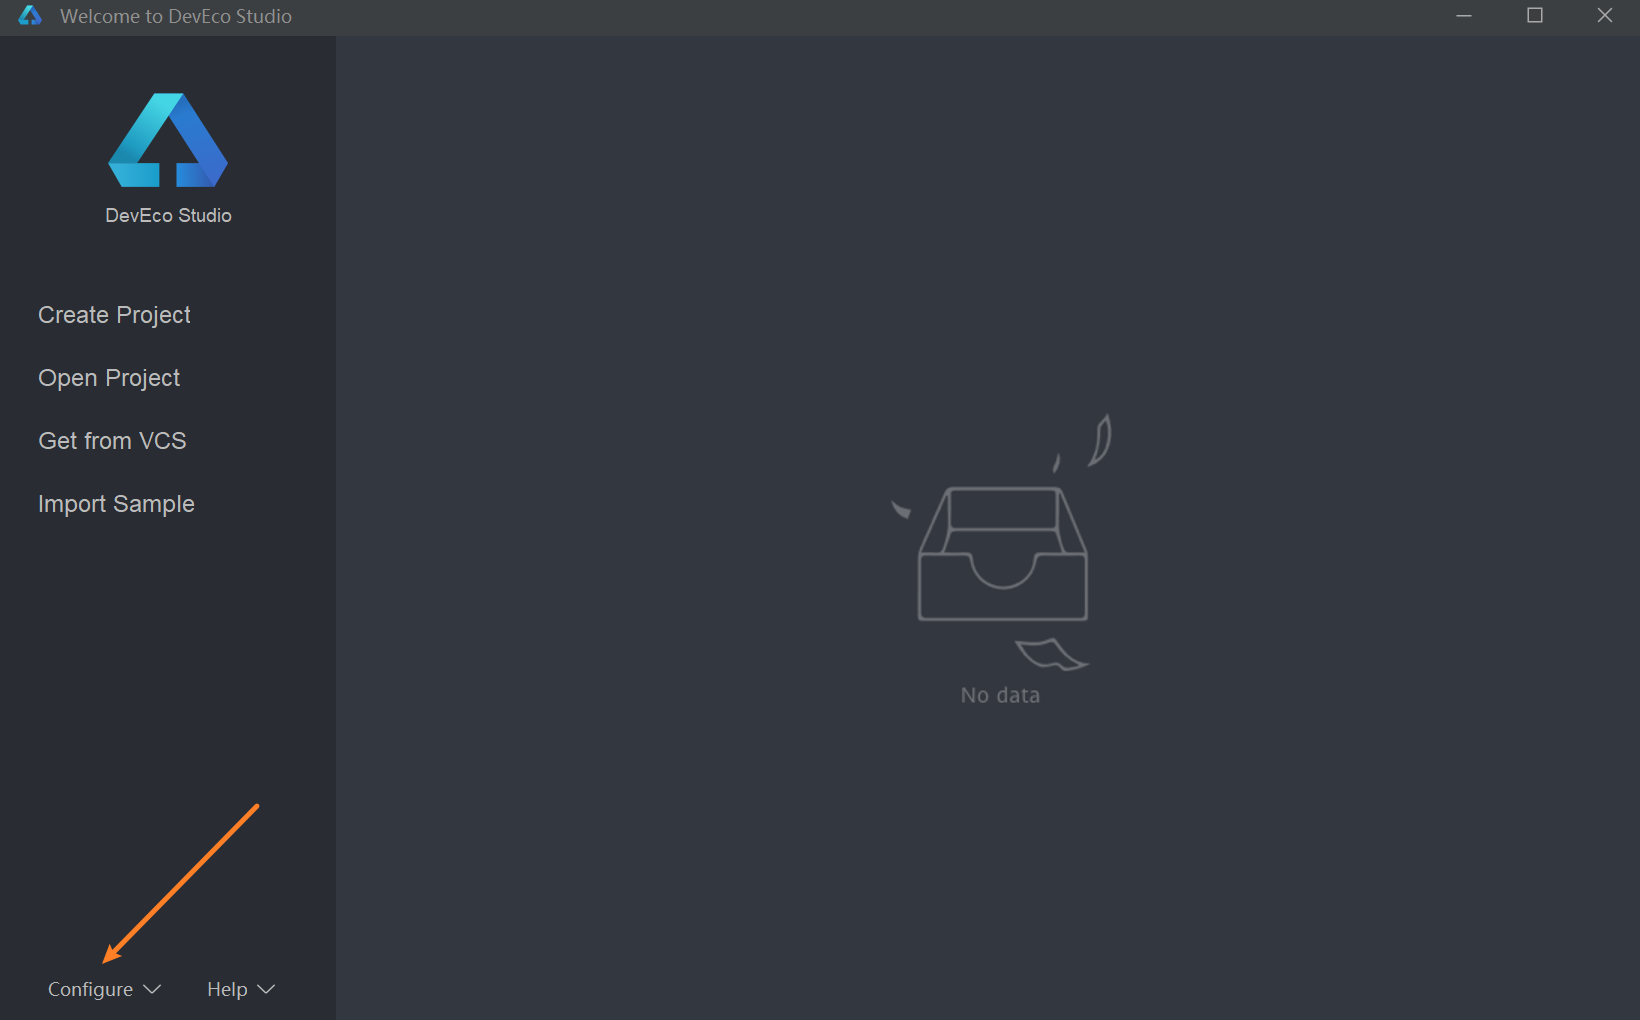 Welcome to DevEco Studio
DevEco Studio
Create Project
Open Project
Get from VCS
Import Sample
No data
Configure
Help